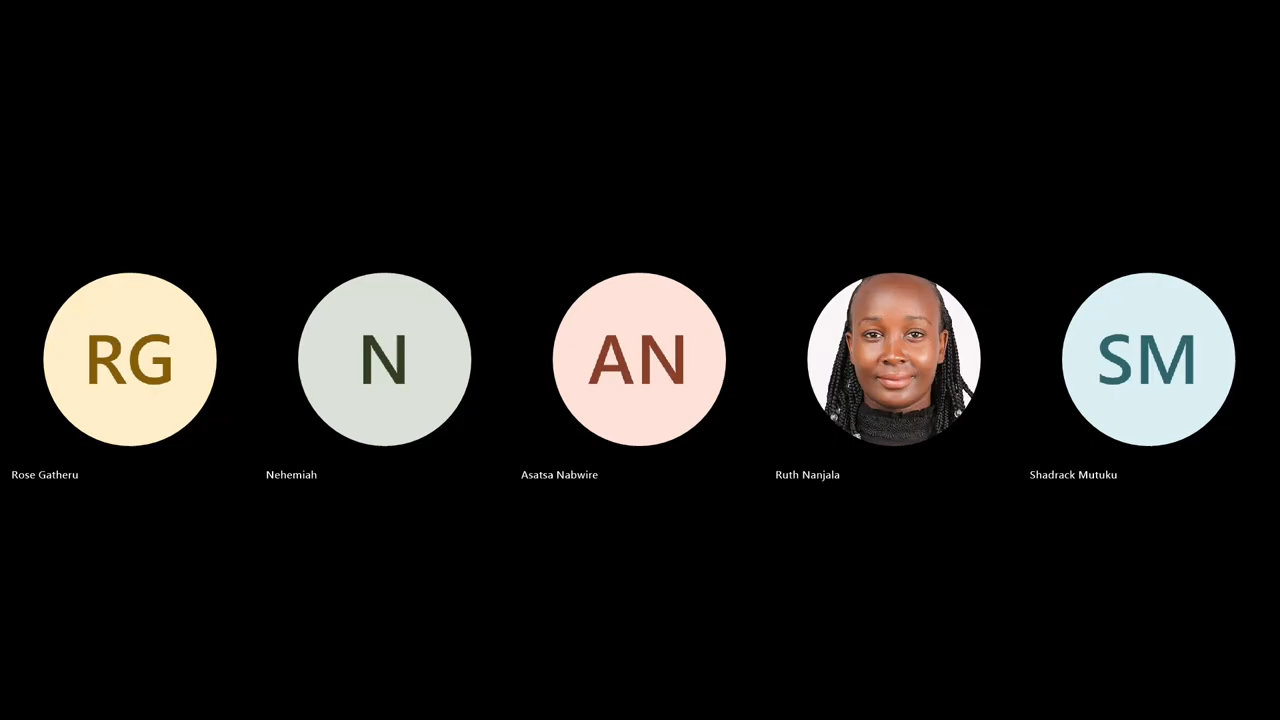 RG
N
AN
SM
Rose Gatheru
Nehemiah
Asatsa Nabwire
Ruth Nanjala
Shadrack Mutuku